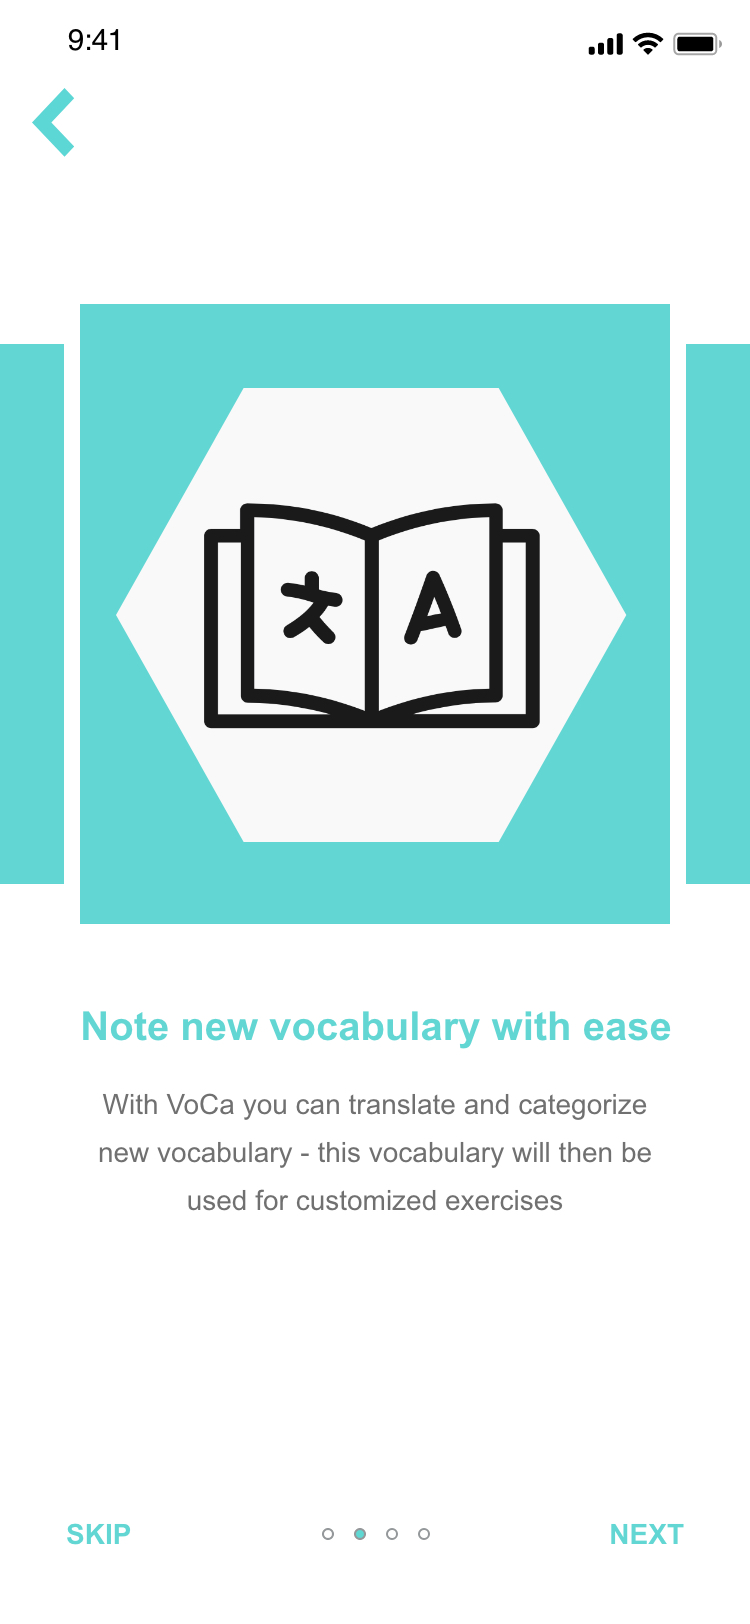 9:41
Note new vocabulary with ease
With VoCa you can translate and categorize
new vocabulary - this vocabulary will then be
used for customized exercises
SKIP
NEXT